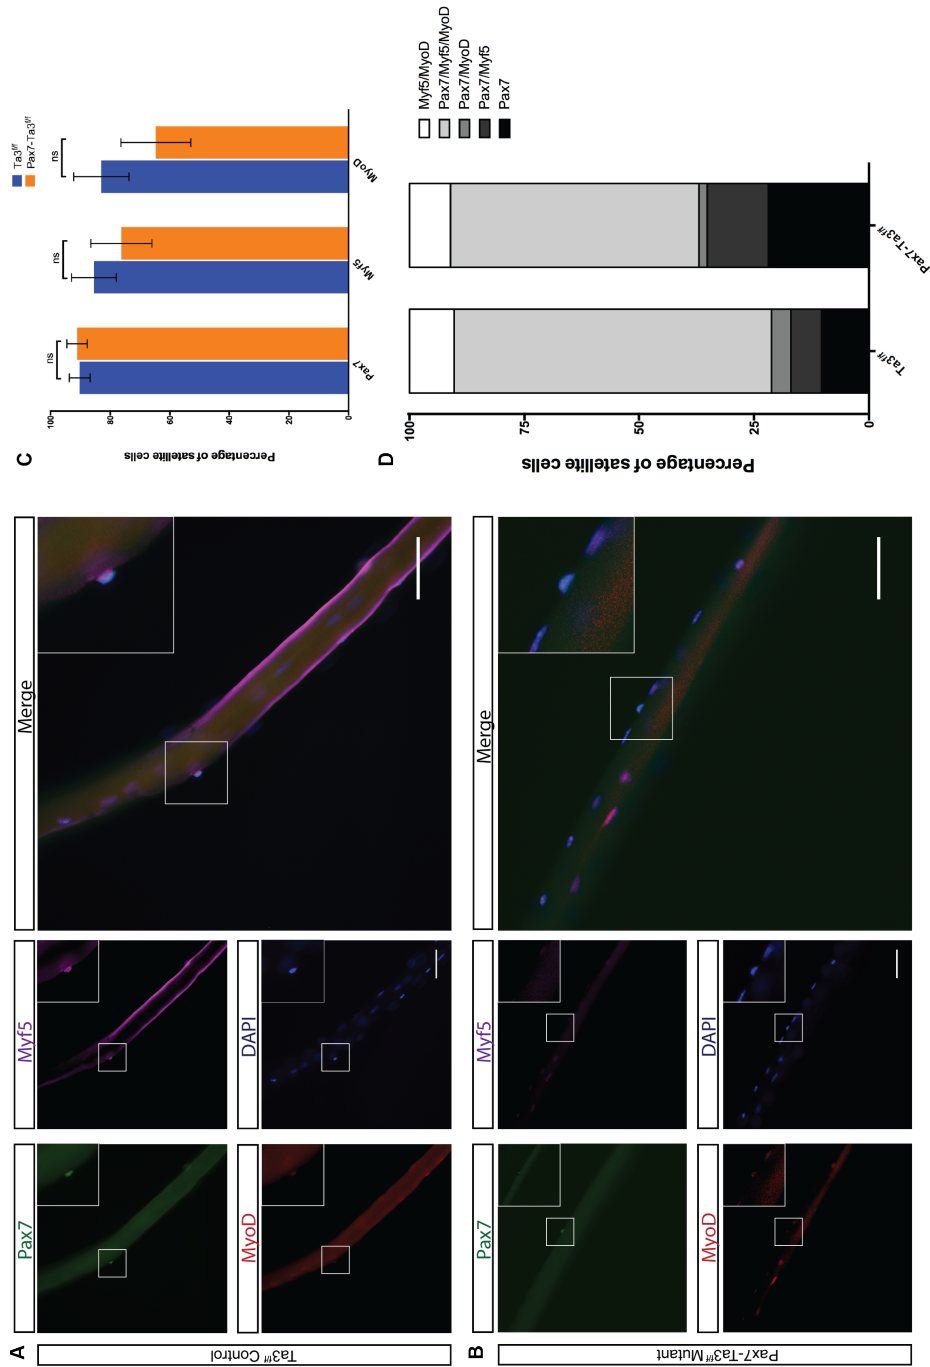 A
Ta3f/f Control
Pax7
Myf5
Merge
MyoD
DAPI
B
Pax7-Ta3f/f Mutant
Pax7
Myf5
Merge
MyoD
DAPI
C
Percentage of satellite cells
100
80
60
40
20
0
ns
ns
ns
Pax7
Myf5
MyoD
Ta3f/f
Pax7-Ta3f/f
D
Percentage of satellite cells
100
75
50
25
0
Ta3f/f
Pax7-Ta3f/f
Myf5/MyoD
Pax7/Myf5/MyoD
Pax7/MyoD
Pax7/Myf5
Pax7